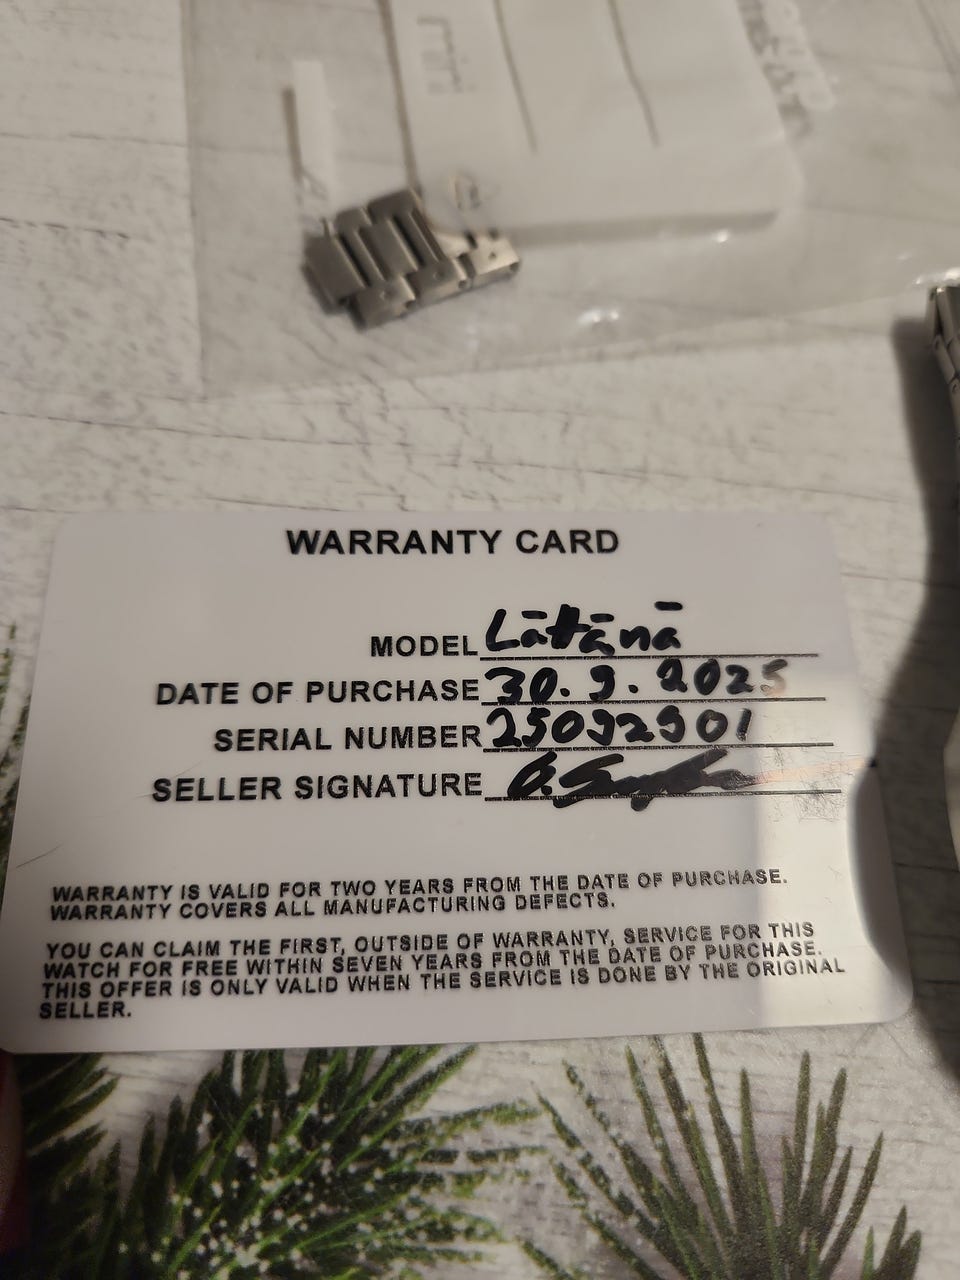 WARRANTY CARD
MODEL Lātānā
DATE OF PURCHASE 30.9.2025
SERIAL NUMBER 25092901
SELLER SIGNATURE
WARRANTY IS VALID FOR TWO YEARS FROM THE DATE OF PURCHASE.
WARRANTY COVERS ALL MANUFACTURING DEFECTS.
YOU CAN CLAIM THE FIRST, OUTSIDE OF WARRANTY, SERVICE FOR THIS
WATCH FOR FREE WITHIN SEVEN YEARS FROM THE DATE OF PURCHASE.
THIS OFFER IS ONLY VALID WHEN THE SERVICE IS DONE BY THE ORIGINAL
SELLER.